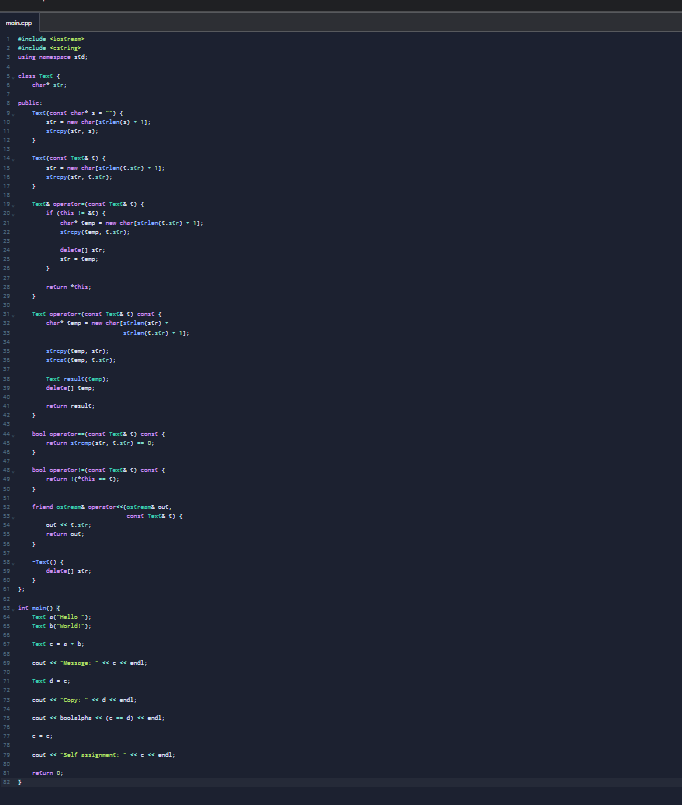 main.cpp
1 #include <iostream>
2 #include <cstring>
3 using namespace std;
4
5 class Text {
6 char* str;
7
8 public:
9 Text(const char* s = "") {
10 str = new char[strlen(s) + 1];
11 strcpy(str, s);
12 }
13
14 Text(const Text& t) {
15 str = new char[strlen(t.str) + 1];
16 strcpy(str, t.str);
17 }
18
19 Text& operator=(const Text& t) {
20 if (this != &t) {
21 char* temp = new char[strlen(t.str) + 1];
22 strcpy(temp, t.str);
23
24 delete[] str;
25 str = temp;
26 }
27
28 return *this;
29 }
30
31 Text operator+(const Text& t) const {
32 char* temp = new char[strlen(str) +
33 strlen(t.str) + 1];
34
35 strcpy(temp, str);
36 strcat(temp, t.str);
37
38 Text result(temp);
39 delete[] temp;
40
41 return result;
42 }
43
44 bool operator==(const Text& t) const {
45 return strcmp(str, t.str) == 0;
46 }
47
48 bool operator!=(const Text& t) const {
49 return !(*this == t);
50 }
51
52 friend ostream& operator<<(ostream& out,
53 const Text& t) {
54 out << t.str;
55 return out;
56 }
57
58 ~Text() {
59 delete[] str;
60 }
61 };
62
63 int main() {
64 Text a("Hello ");
65 Text b("World!");
66
67 Text c = a + b;
68
69 cout << "Message: " << c << endl;
70
71 Text d = c;
72
73 cout << "Copy: " << d << endl;
74
75 cout << boolalpha << (c == d) << endl;
76
77 c = c;
78
79 cout << "Self assignment: " << c << endl;
80
81 return 0;
82 }